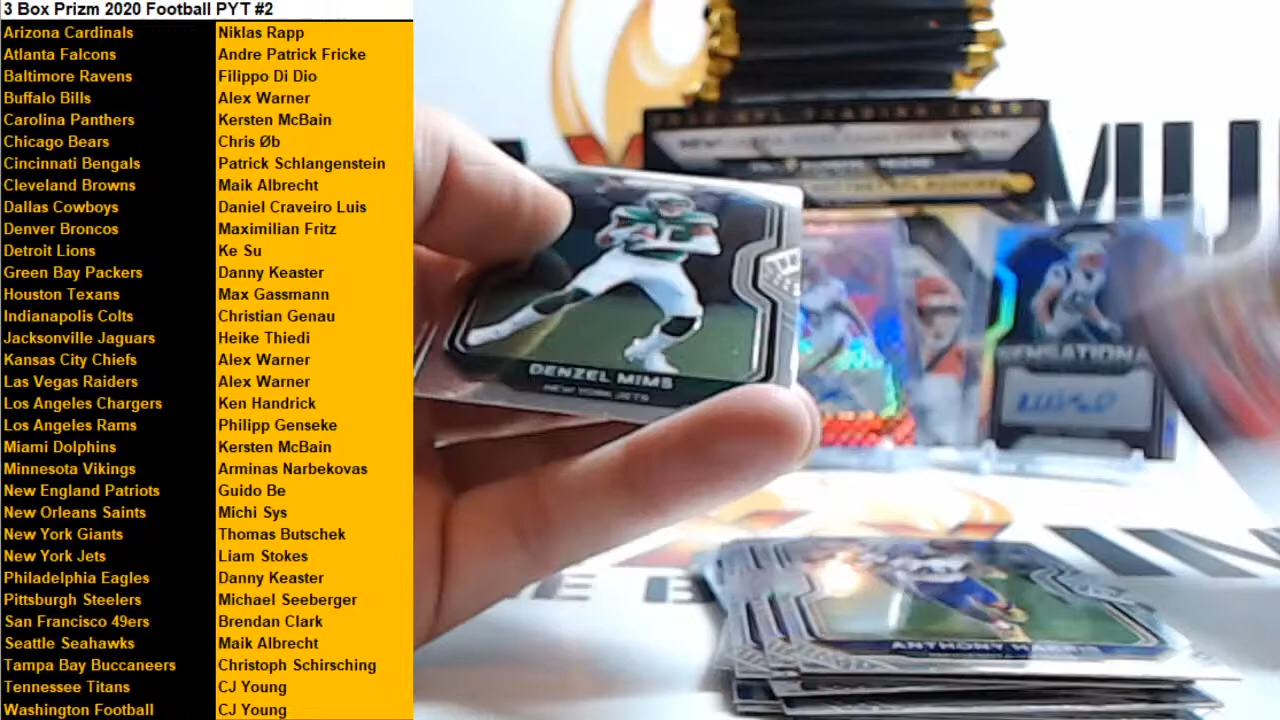 3 Box Prizm 2020 Football PYT #2
Arizona Cardinals Niklas Rapp
Atlanta Falcons Andre Patrick Fricke
Baltimore Ravens Filippo Di Dio
Buffalo Bills Alex Warner
Carolina Panthers Kersten McBain
Chicago Bears Chris Øb
Cincinnati Bengals Patrick Schlangenstein
Cleveland Browns Maik Albrecht
Dallas Cowboys Daniel Craveiro Luis
Denver Broncos Maximilian Fritz
Detroit Lions Ke Su
Green Bay Packers Danny Keaster
Houston Texans Max Gassmann
Indianapolis Colts Christian Genau
Jacksonville Jaguars Heike Thiedi
Kansas City Chiefs Alex Warner
Las Vegas Raiders Alex Warner
Los Angeles Chargers Ken Handrick
Los Angeles Rams Philipp Genseke
Miami Dolphins Kersten McBain
Minnesota Vikings Arminas Narbekovas
New England Patriots Guido Be
New Orleans Saints Michi Sys
New York Giants Thomas Butschek
New York Jets Liam Stokes
Philadelphia Eagles Danny Keaster
Pittsburgh Steelers Michael Seeberger
San Francisco 49ers Brendan Clark
Seattle Seahawks Maik Albrecht
Tampa Bay Buccaneers Christoph Schirsching
Tennessee Titans CJ Young
Washington Football CJ Young
DENZEL MIMS
NEW YORK JETS
SENSATIONA
ANTHONY HARRIS